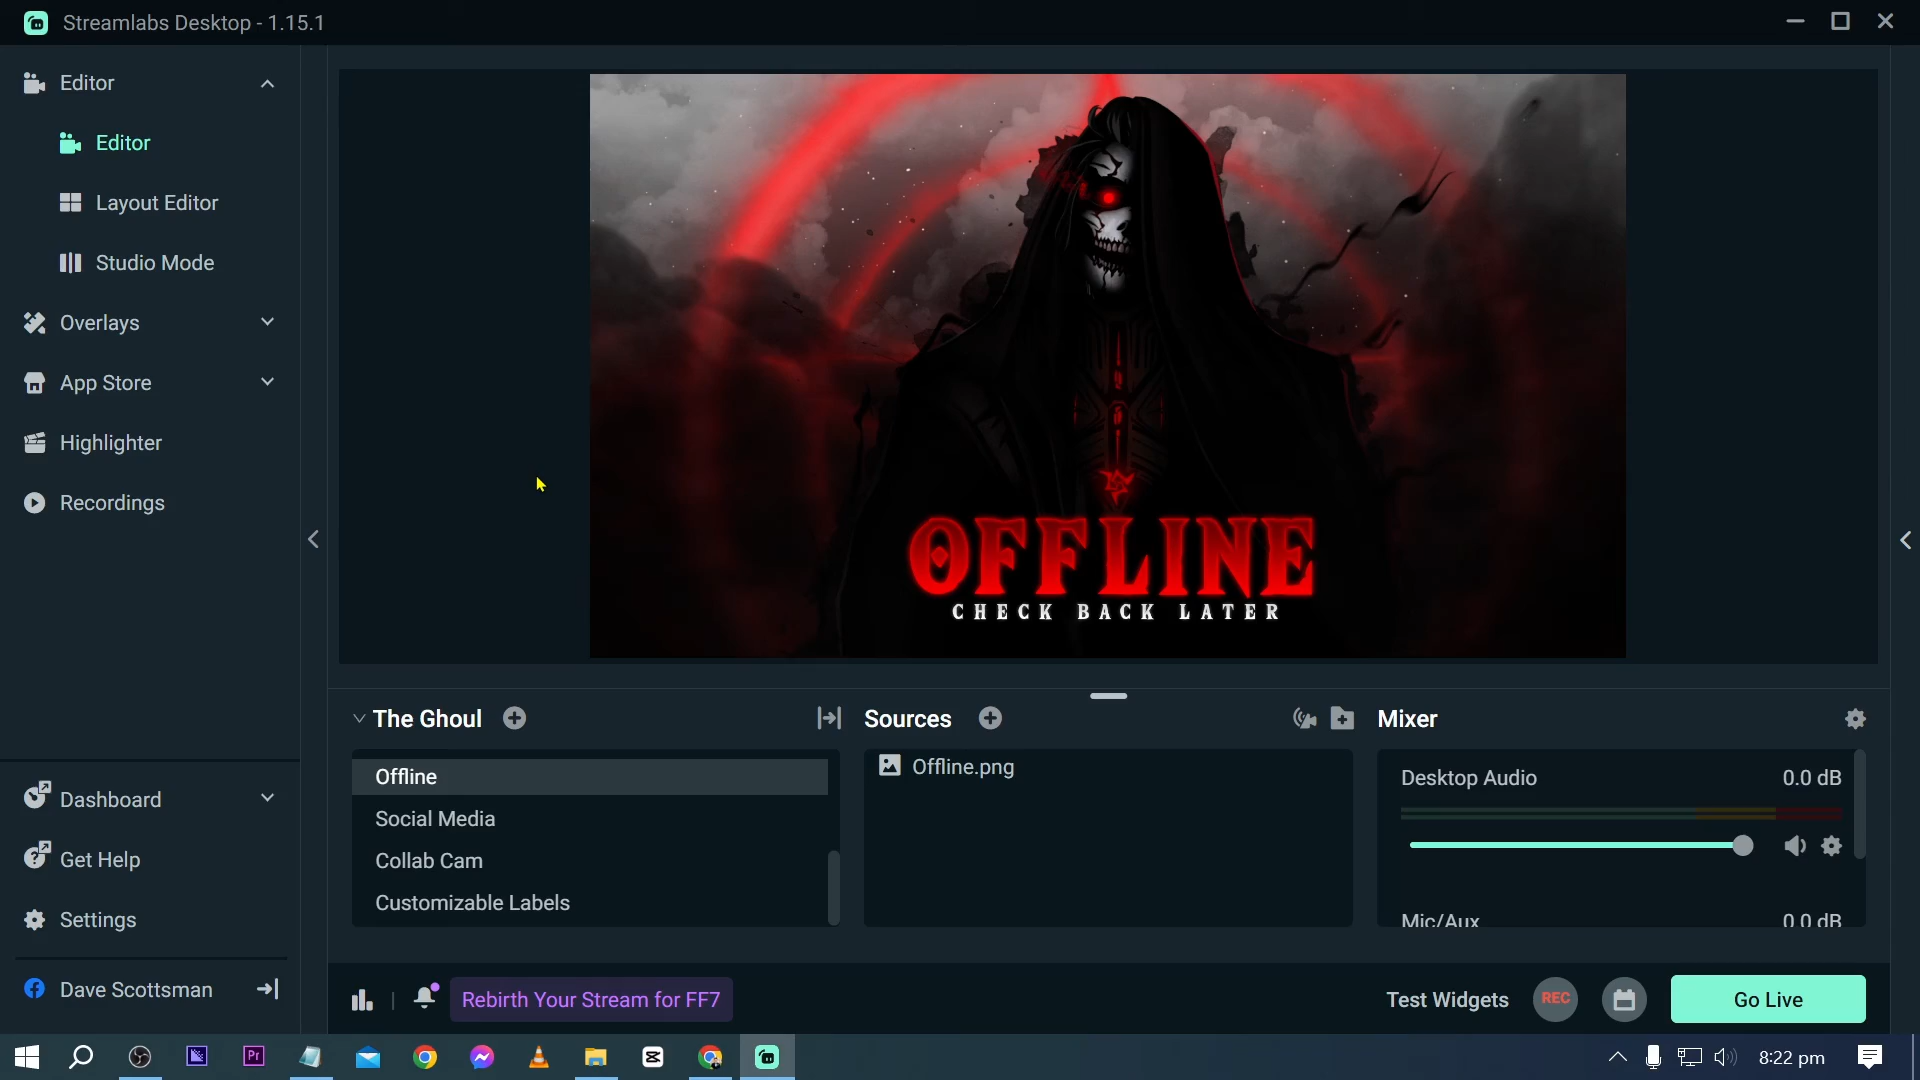 Streamlabs Desktop - 1.15.1
Editor
Editor
Layout Editor
Studio Mode
Overlays
App Store
Highlighter
Recordings
Dashboard
Get Help
Settings
Dave Scottsman
OFFLINE
CHECK BACK LATER
The Ghoul
Offline
Social Media
Collab Cam
Customizable Labels
Sources
Offline.png
Mixer
Desktop Audio 0.0 dB
Mic/Aux 0.0 dB
Rebirth Your Stream for FF7
Test Widgets
REC
Go Live
Pr
8:22 pm